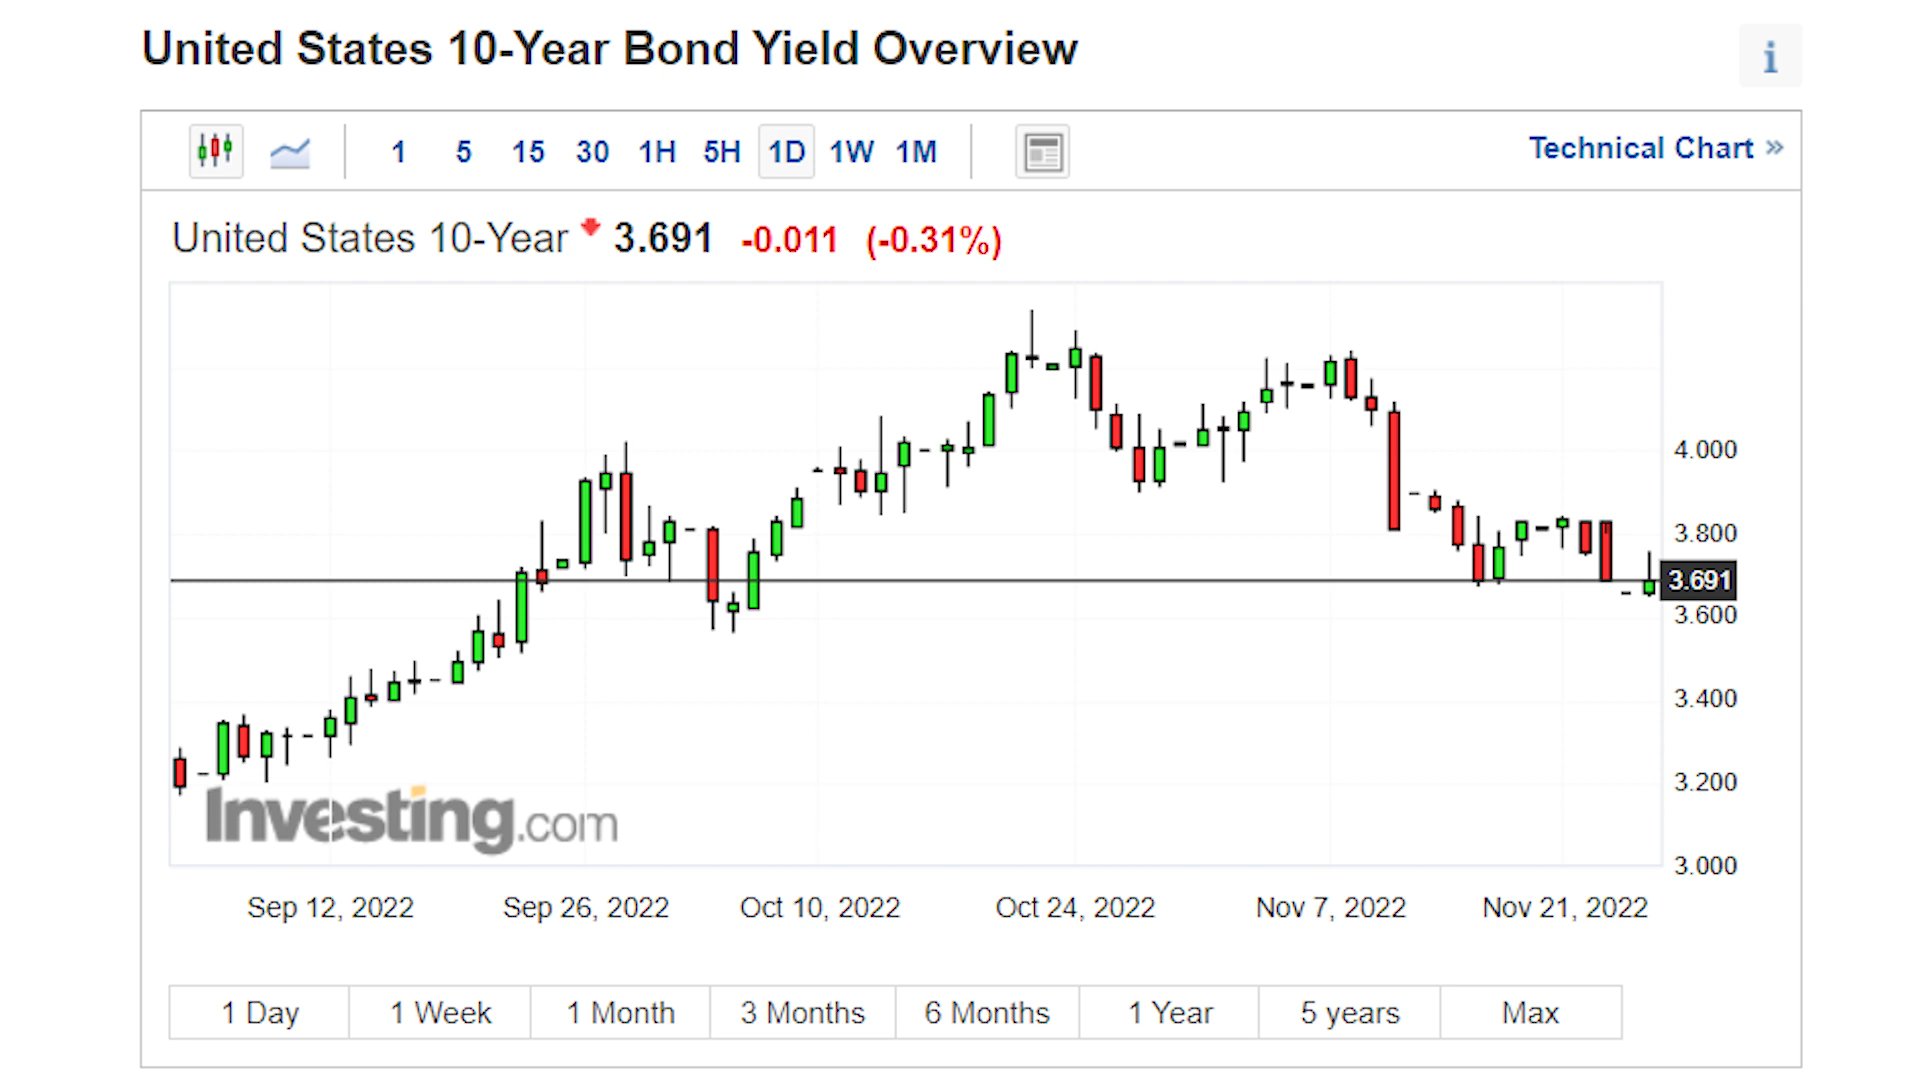 United States 10-Year Bond Yield Overview
i
1 5 15 30 1H 5H 1D 1W 1M
Technical Chart »
United States 10-Year 3.691 -0.011 (-0.31%)
4.000
3.800
3.691
3.600
3.400
3.200
3.000
Investing.com
Sep 12, 2022 Sep 26, 2022 Oct 10, 2022 Oct 24, 2022 Nov 7, 2022 Nov 21, 2022
1 Day 1 Week 1 Month 3 Months 6 Months 1 Year 5 years Max